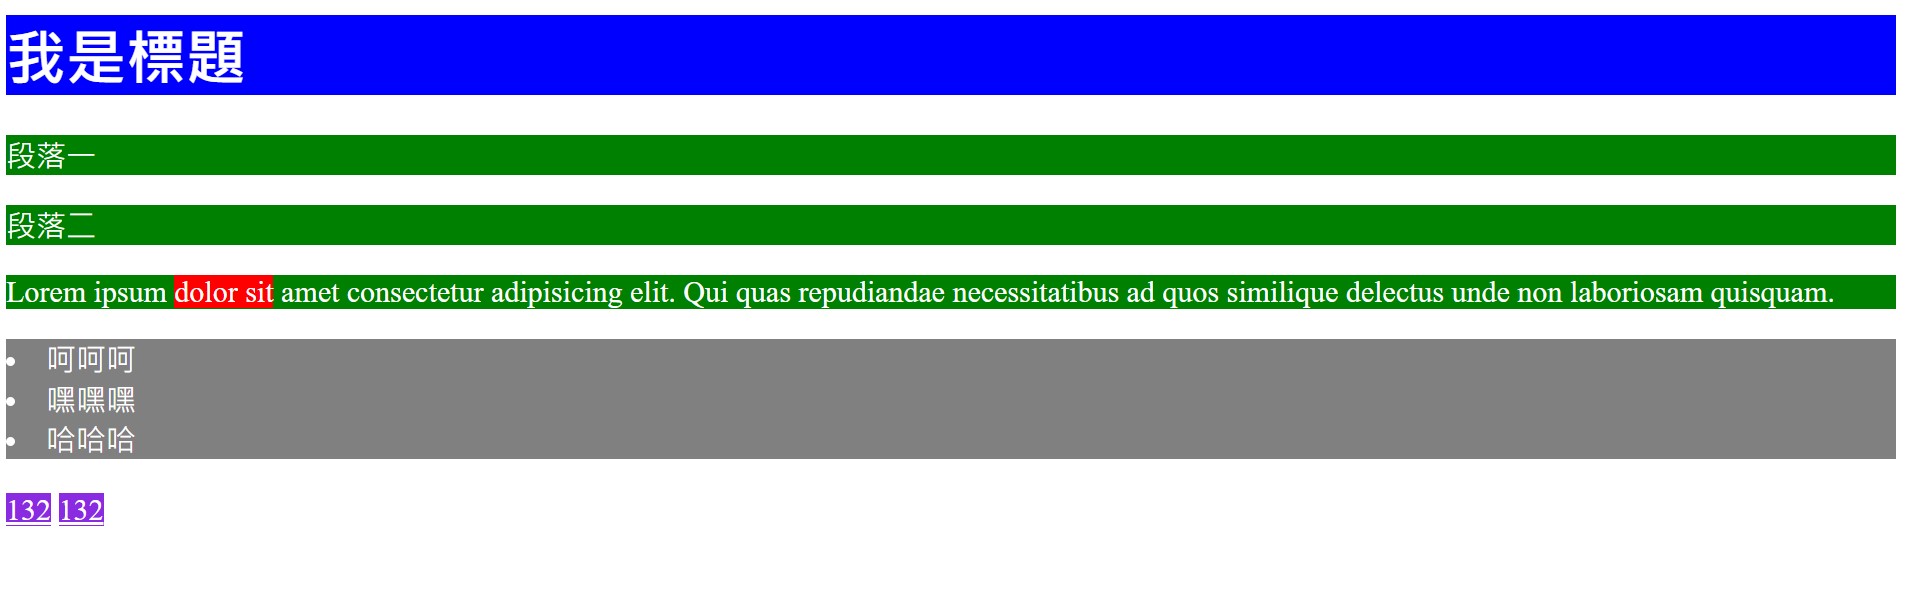 我是標題
段落一
段落二
Lorem ipsum dolor sit amet consectetur adipisicing elit. Qui quas repudiandae necessitatibus ad quos similique delectus unde non laboriosam quisquam.
呵呵呵
嘿嘿嘿
哈哈哈
132 132